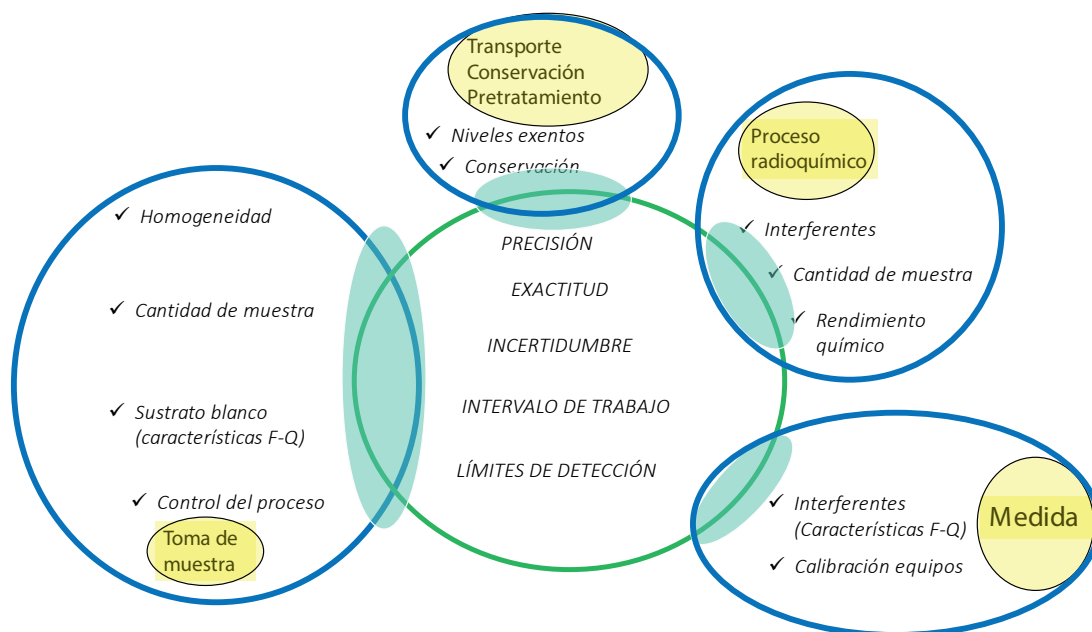 Transporte
Conservación
Pretratamiento
✓ Niveles exentos
✓ Conservación
Proceso
radioquímico
✓ Interferentes
✓ Cantidad de muestra
✓ Rendimiento
químico
✓ Homogeneidad
✓ Cantidad de muestra
✓ Sustrato blanco
(características F-Q)
✓ Control del proceso
Toma de
muestra
PRECISIÓN
EXACTITUD
INCERTIDUMBRE
INTERVALO DE TRABAJO
LÍMITES DE DETECCIÓN
✓ Interferentes
(Características F-Q)
✓ Calibración equipos
Medida